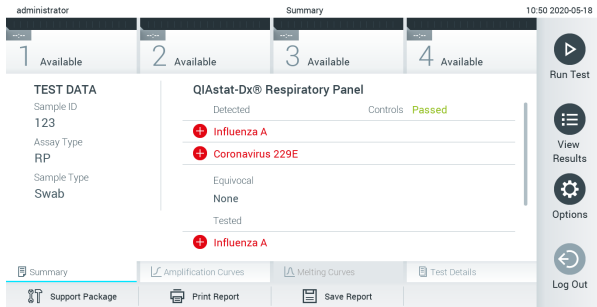 administrator Summary 10:50 2020-05-18
--:-- --:-- --:-- --:--
1 Available 2 Available 3 Available 4 Available
Run Test
TEST DATA
Sample ID
123
Assay Type
RP
Sample Type
Swab
QIAstat-Dx® Respiratory Panel
Detected Controls Passed
Influenza A
Coronavirus 229E
Equivocal
None
Tested
Influenza A
View Results
Options
Log Out
Summary Amplification Curves Melting Curves Test Details
Support Package Print Report Save Report